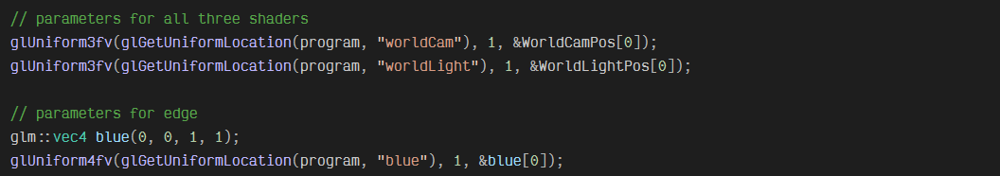 // parameters for all three shaders
glUniform3fv(glGetUniformLocation(program, "worldCam"), 1, &WorldCamPos[0]);
glUniform3fv(glGetUniformLocation(program, "worldLight"), 1, &WorldLightPos[0]);
// parameters for edge
glm::vec4 blue(0, 0, 1, 1);
glUniform4fv(glGetUniformLocation(program, "blue"), 1, &blue[0]);